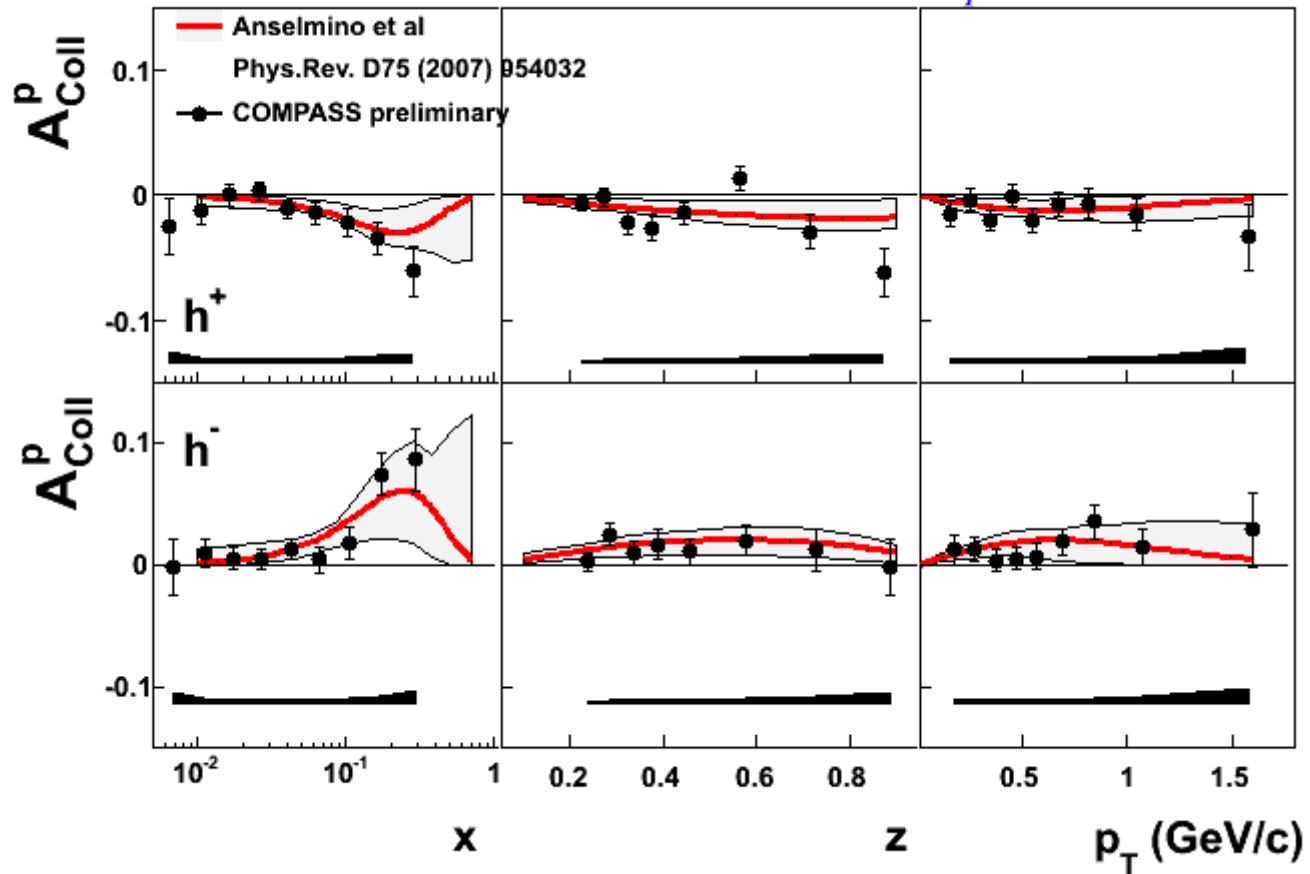 Anselmino et al
Phys.Rev. D75 (2007) 054032
COMPASS preliminary
A^p_Coll
0.1
0
-0.1
h^+
A^p_Coll
0.1
0
-0.1
h^-
10^-2 10^-1 1
0.2 0.4 0.6 0.8
0.5 1 1.5
x z p_T (GeV/c)